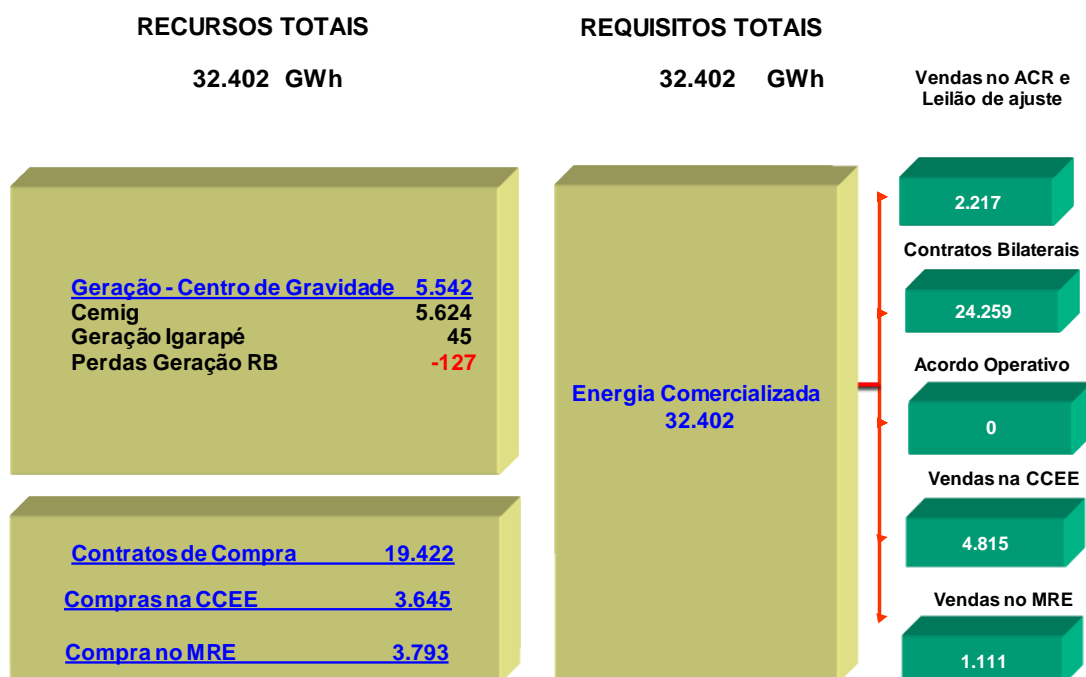 RECURSOS TOTAIS
32.402 GWh
Geração - Centro de Gravidade 5.542
Cemig 5.624
Geração Igarapé 45
Perdas Geração RB -127
Contratos de Compra 19.422
Compras na CCEE 3.645
Compra no MRE 3.793
REQUISITOS TOTAIS
32.402 GWh
Energia Comercializada
32.402
Vendas no ACR e
Leilão de ajuste
2.217
Contratos Bilaterais
24.259
Acordo Operativo
0
Vendas na CCEE
4.815
Vendas no MRE
1.111